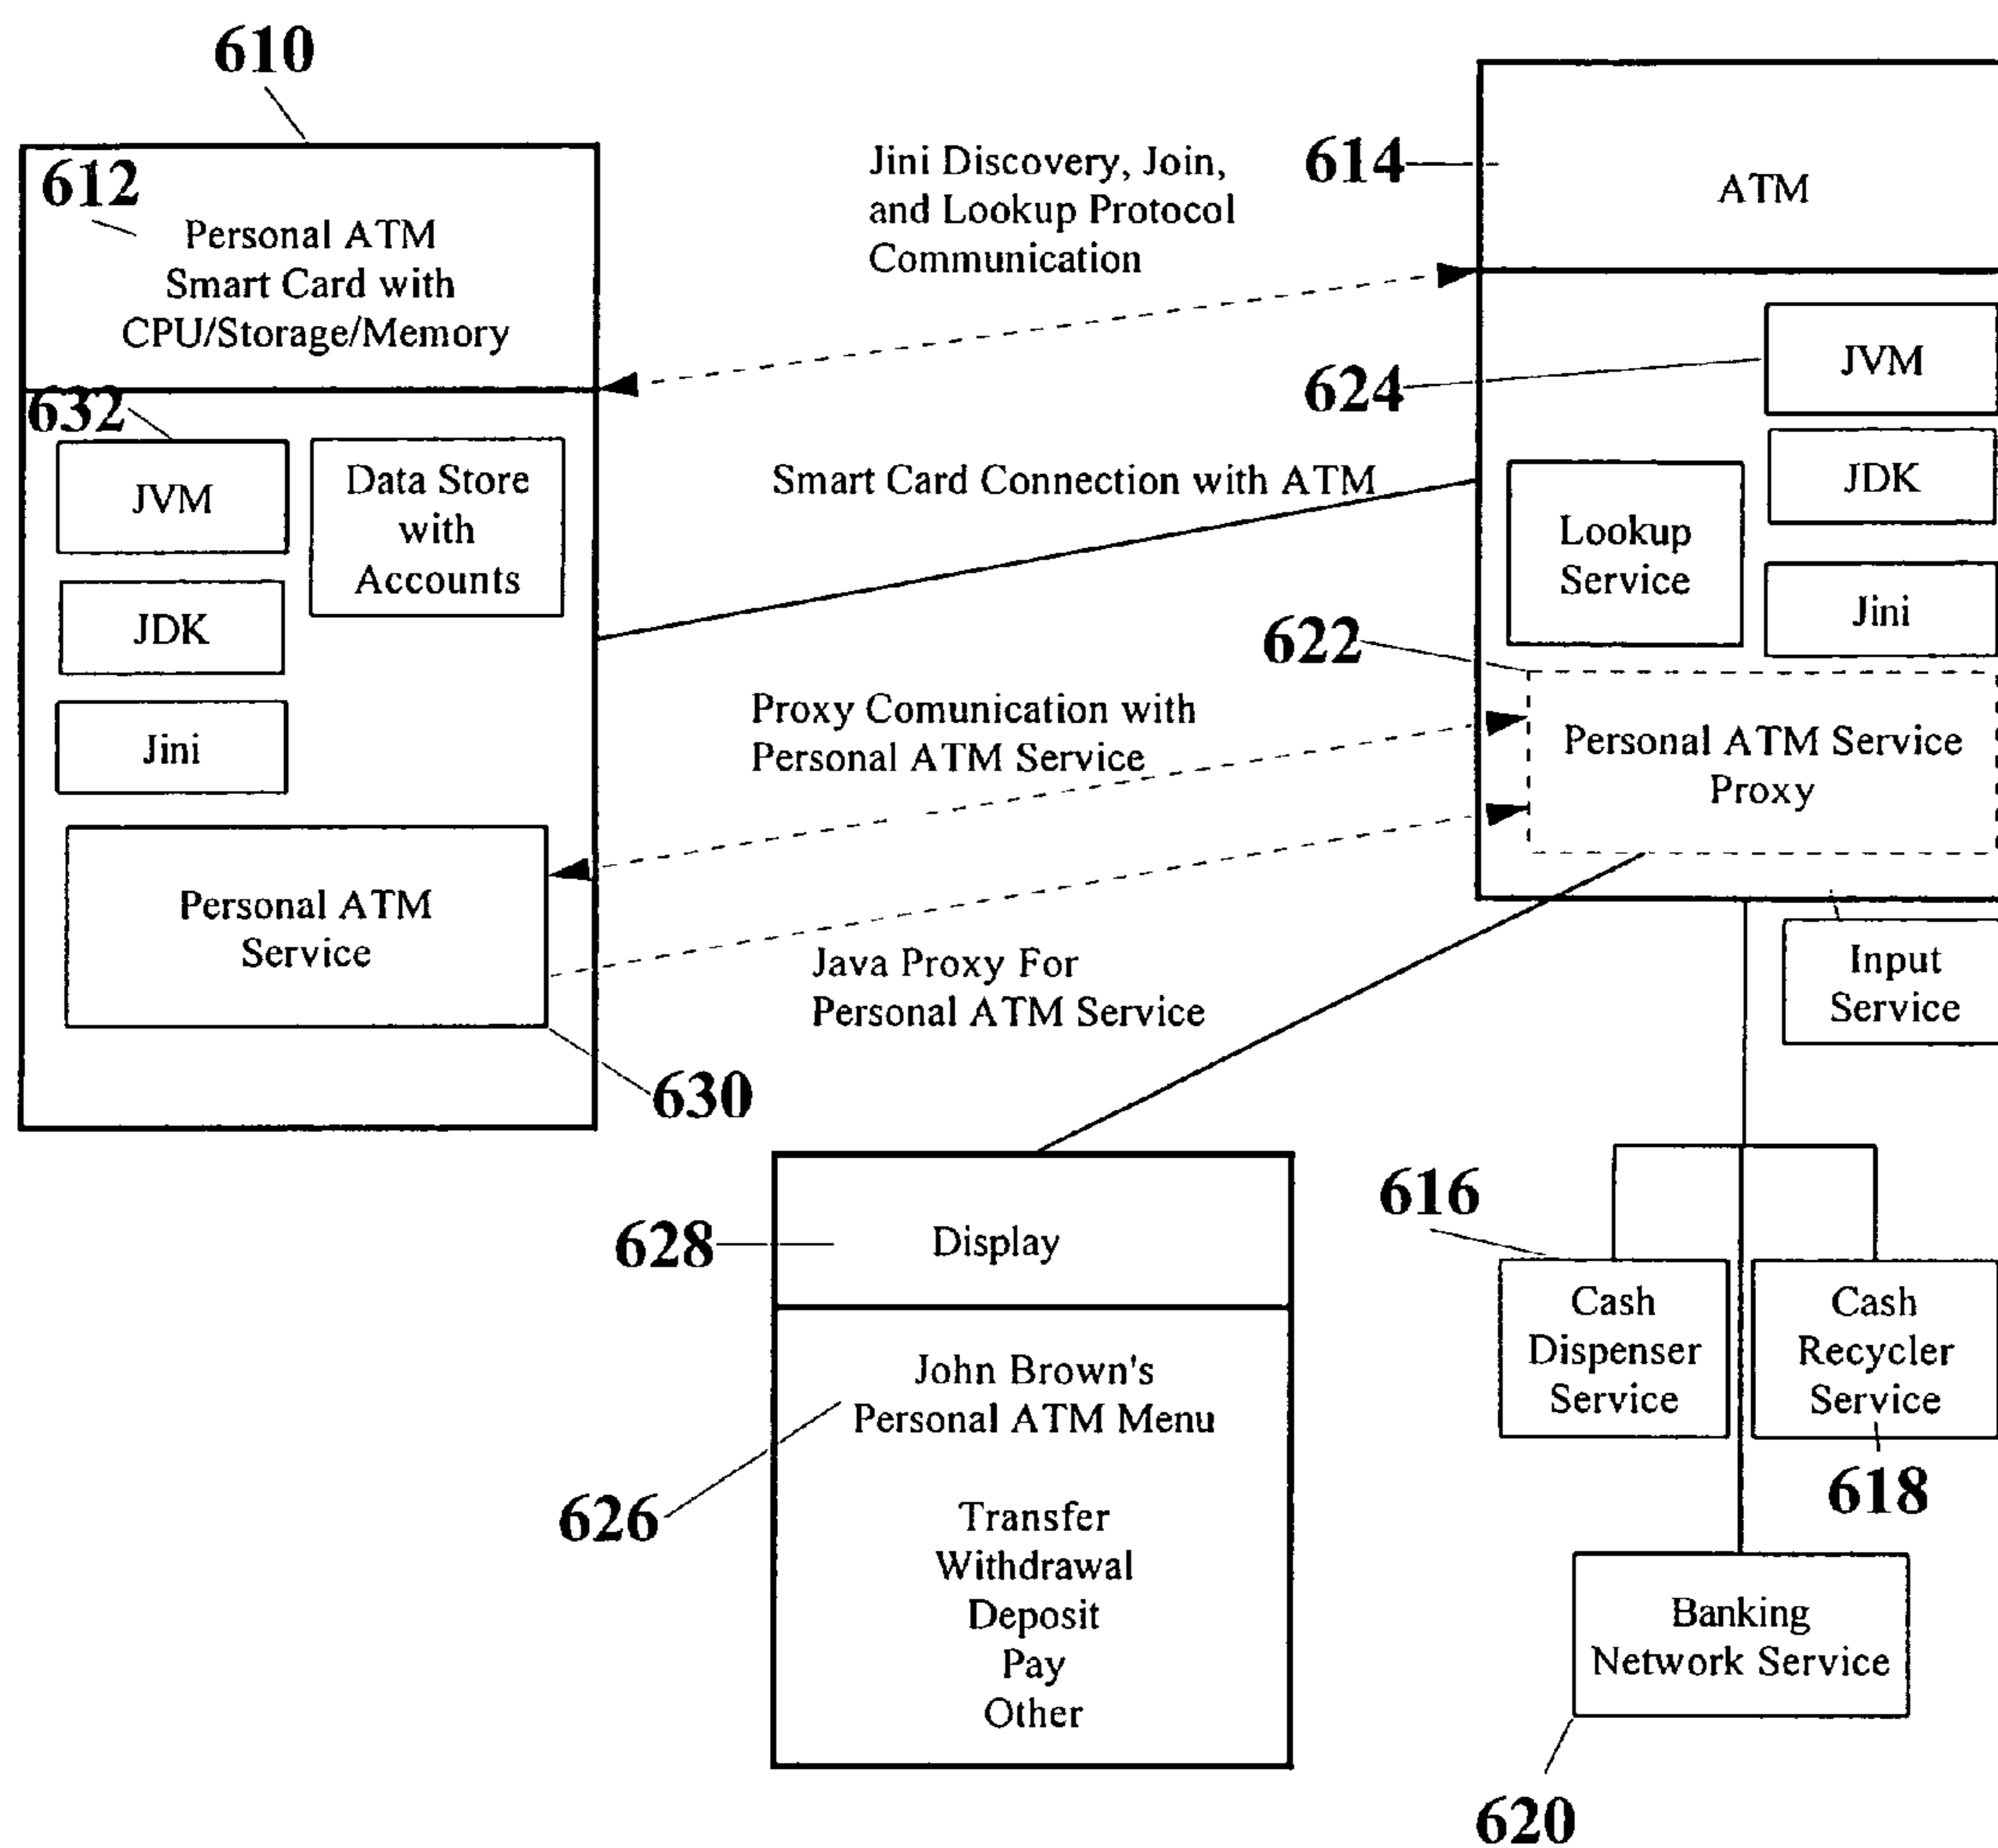 610
612
Personal ATM
Smart Card with
CPU/Storage/Memory
632
JVM
Data Store
with
Accounts
JDK
Jini
Personal ATM
Service
630
Jini Discovery, Join,
and Lookup Protocol
Communication
Smart Card Connection with ATM
Proxy Comunication with
Personal ATM Service
Java Proxy For
Personal ATM Service
614
ATM
624
JVM
JDK
Lookup
Service
Jini
622
Personal ATM Service
Proxy
Input
Service
628
Display
626
John Brown's
Personal ATM Menu
Transfer
Withdrawal
Deposit
Pay
Other
616
Cash
Dispenser
Service
Cash
Recycler
Service
618
Banking
Network Service
620